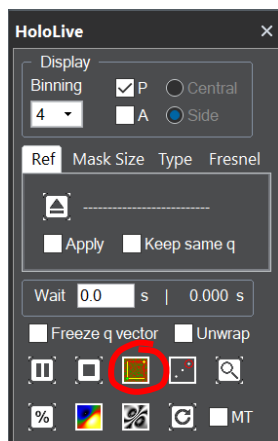 HoloLive ×
Display
Binning P Central
4 A Side
Ref Mask Size Type Fresnel
--------------------------
Apply Keep same q
Wait 0.0 s | 0.000 s
Freeze q vector Unwrap
% % C MT